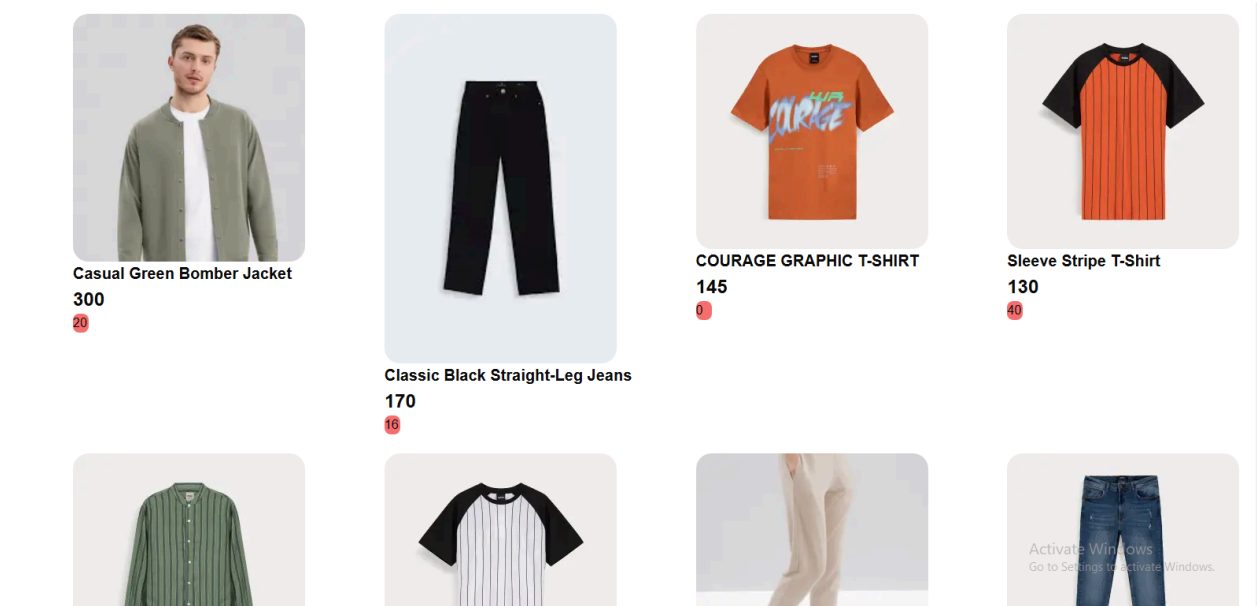 Casual Green Bomber Jacket
300
20
Classic Black Straight-Leg Jeans
170
16
COURAGE
COURAGE GRAPHIC T-SHIRT
145
0
Sleeve Stripe T-Shirt
130
40
Activate Windows
Go to Settings to activate Windows.